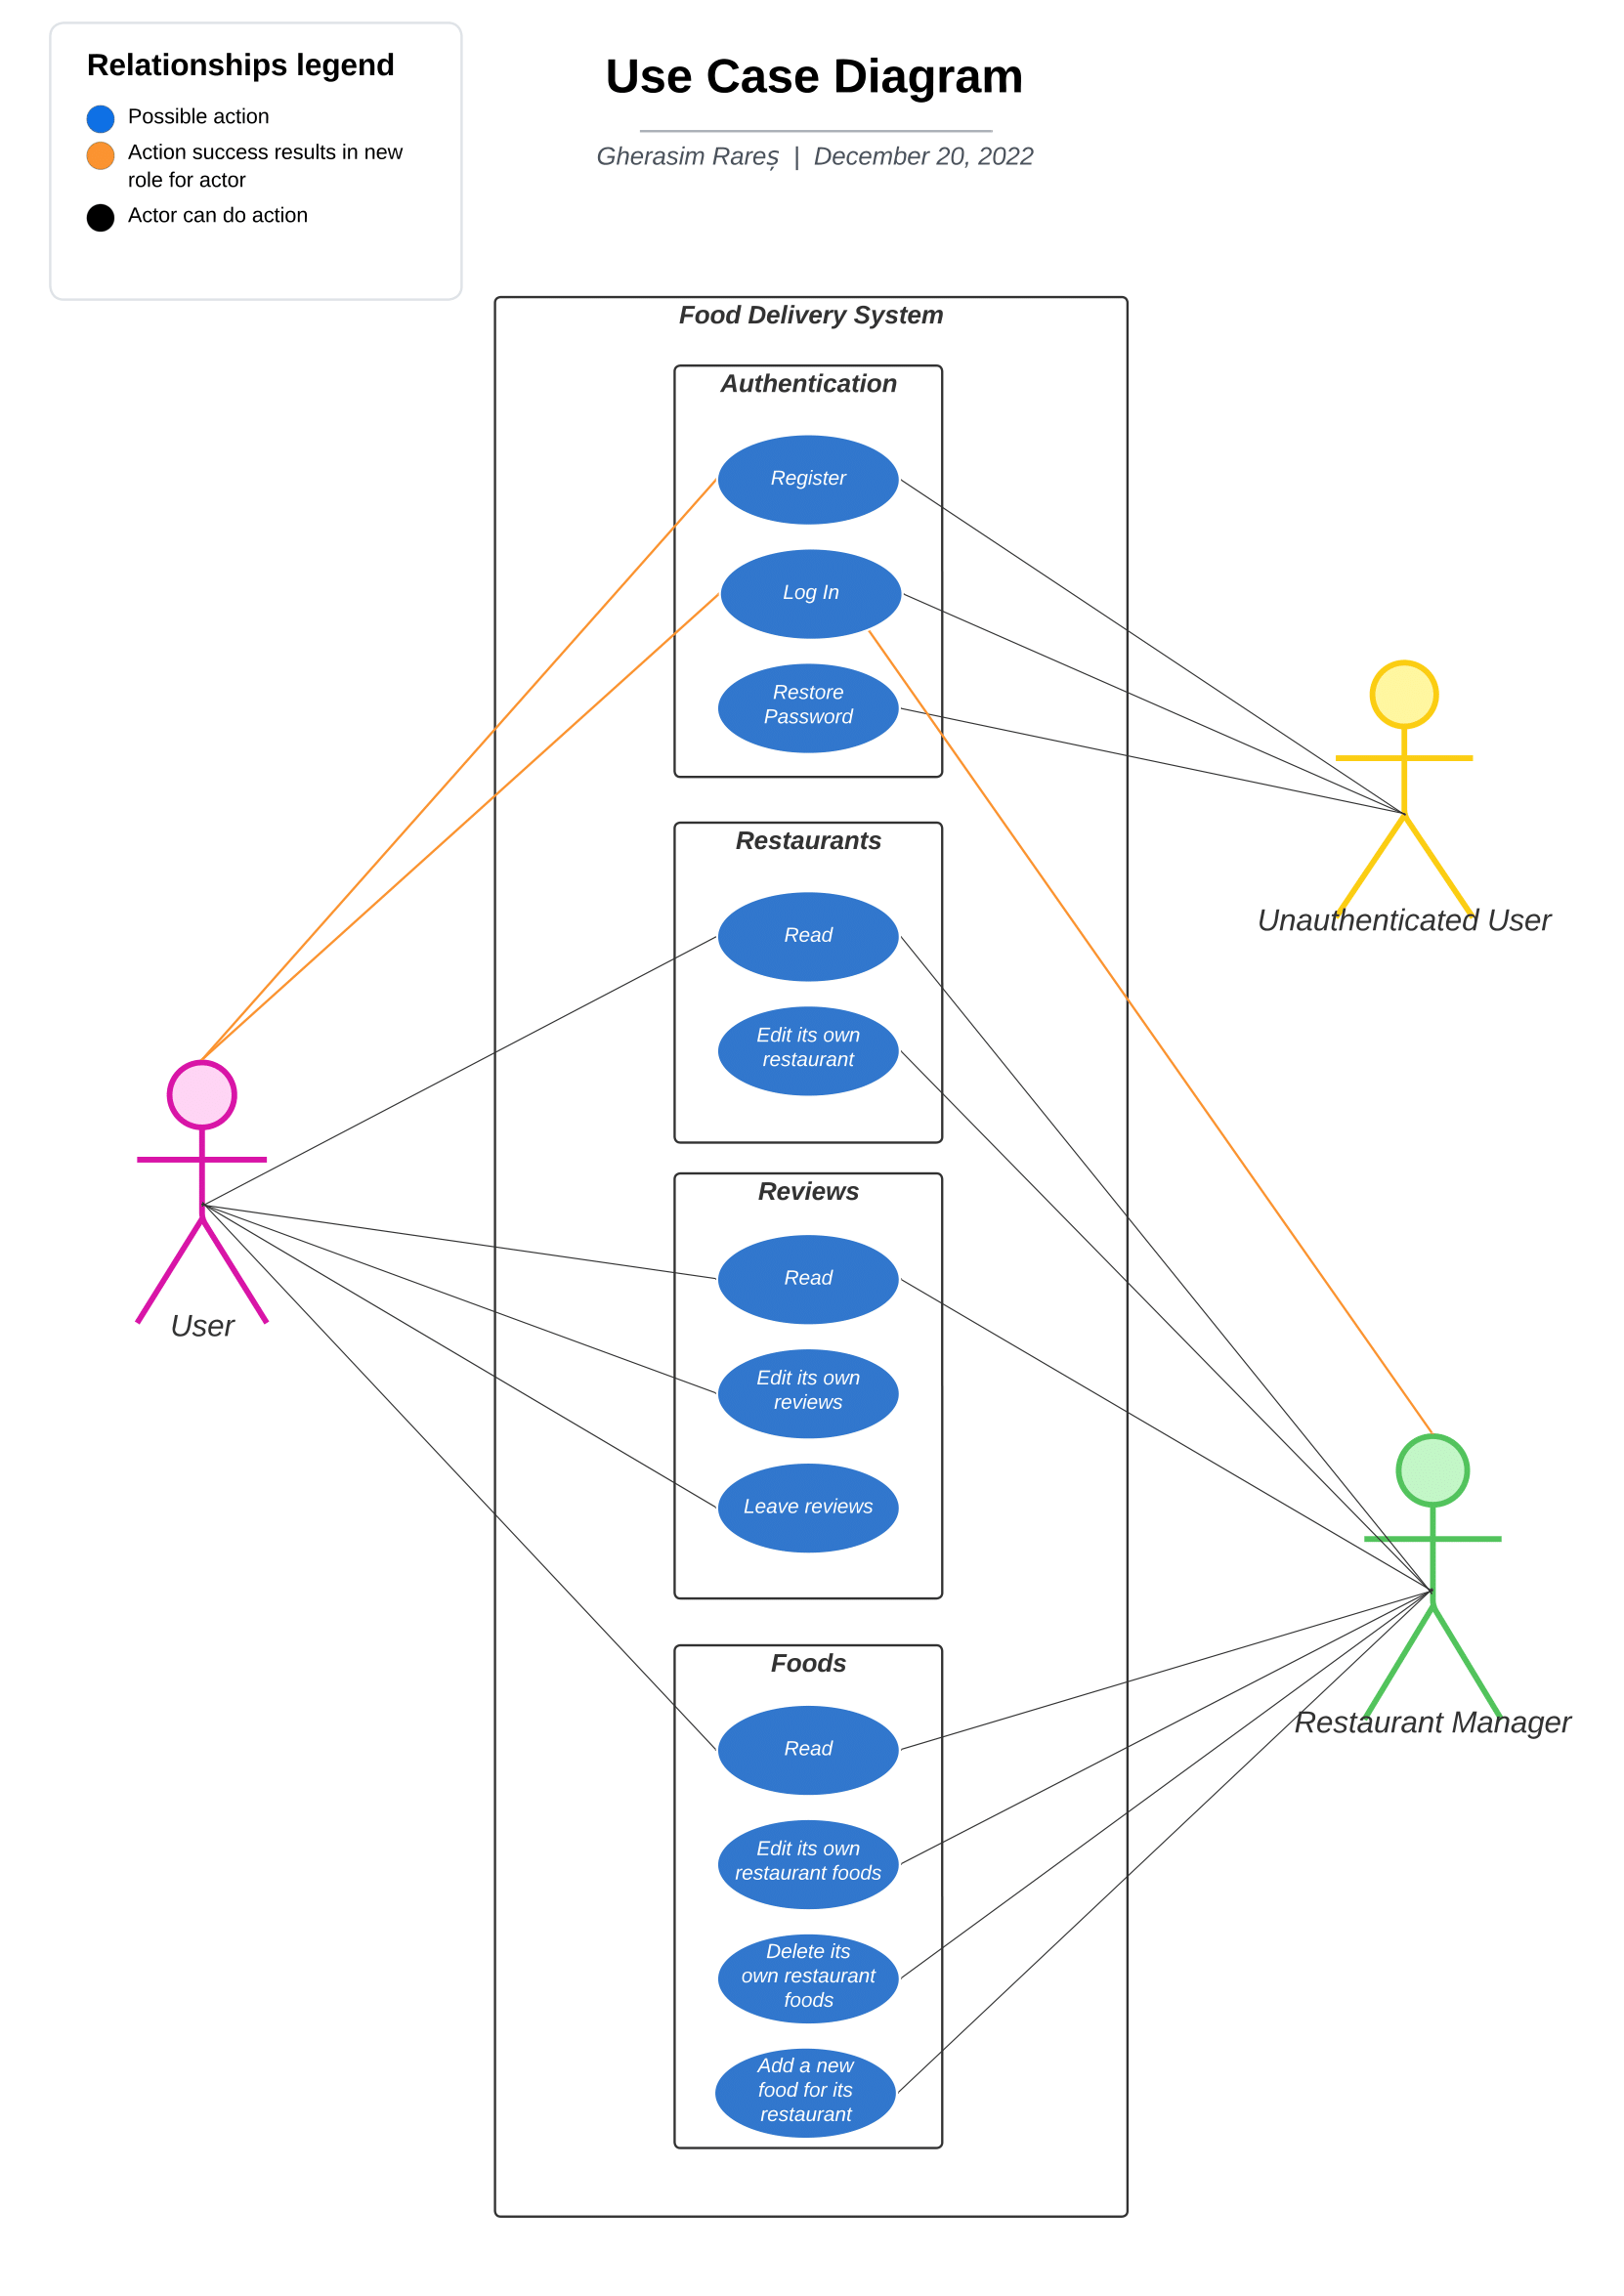 Relationships legend
Possible action
Action success results in new
role for actor
Actor can do action
Use Case Diagram
Gherasim Rareș | December 20, 2022
Food Delivery System
Authentication
Register
Log In
Restore
Password
Unauthenticated User
Restaurants
Read
Edit its own
restaurant
User
Reviews
Read
Edit its own
reviews
Leave reviews
Restaurant Manager
Foods
Read
Edit its own
restaurant foods
Delete its
own restaurant
foods
Add a new
food for its
restaurant